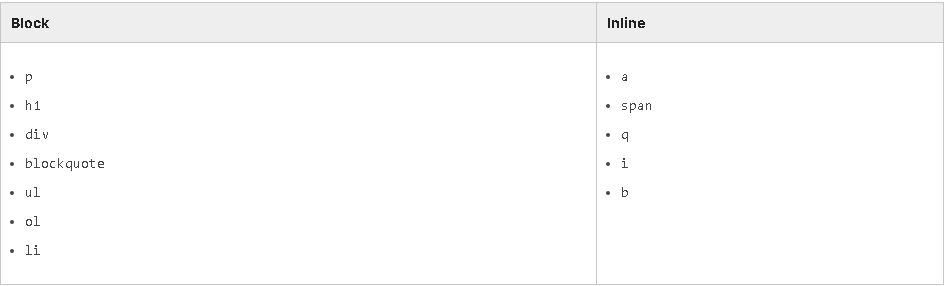 Block
Inline
• p
• h1
• div
• blockquote
• ul
• ol
• li
• a
• span
• q
• i
• b